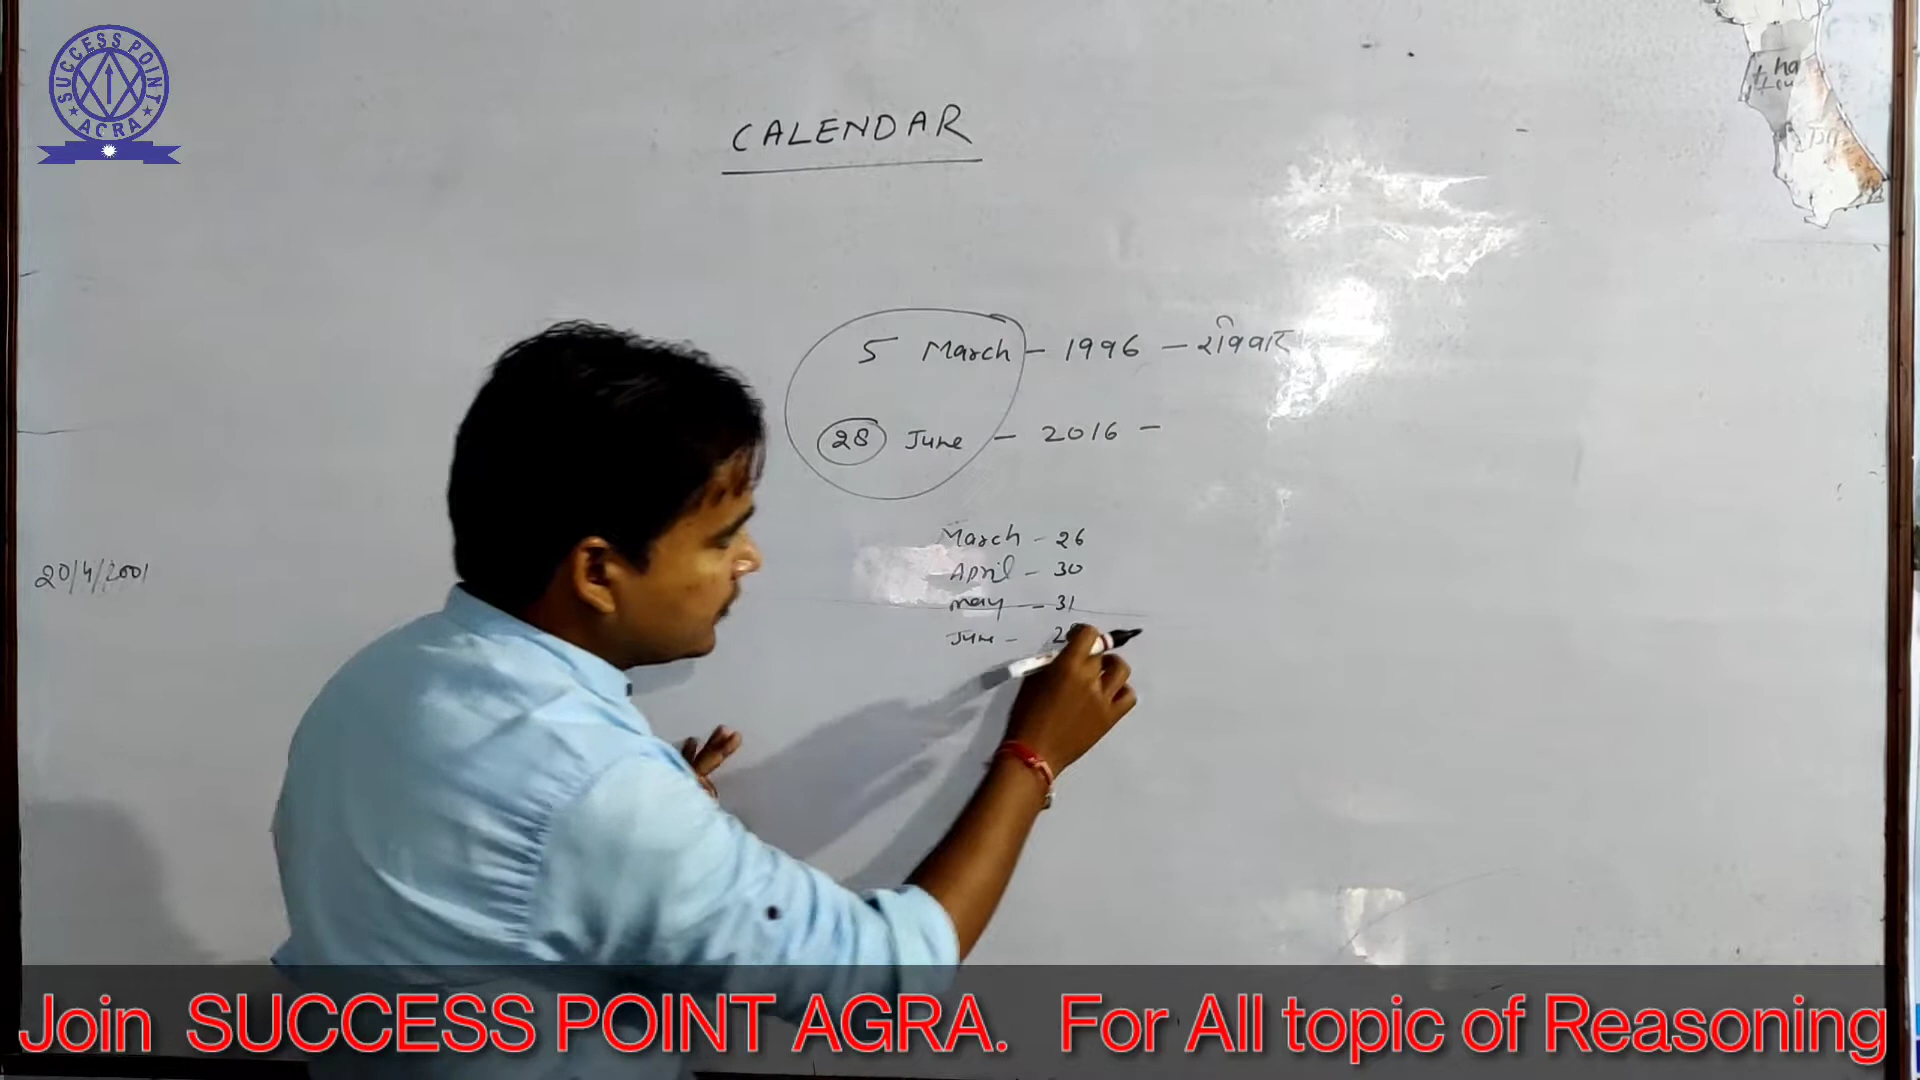 SUCCESS POINT
AGRA
CALENDAR
5 March - 1996 - रविवार
28 June - 2016 -
March - 26
April - 30
may - 31
June -
20/4/2001
Join SUCCESS POINT AGRA. For All topic of Reasoning